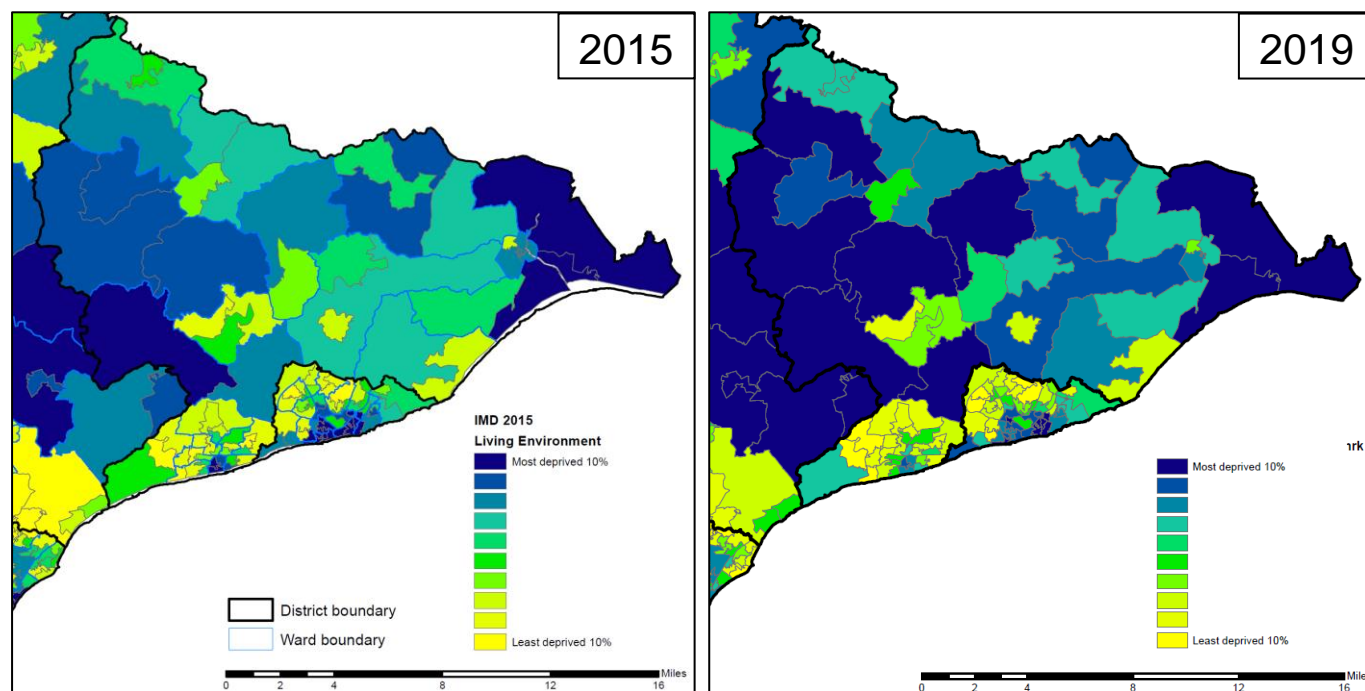 2015
IMD 2015
Living Environment
Most deprived 10%
Least deprived 10%
District boundary
Ward boundary
Miles
0 2 4 8 12 16
2019
Most deprived 10%
Least deprived 10%
0 2 4 8 12 16